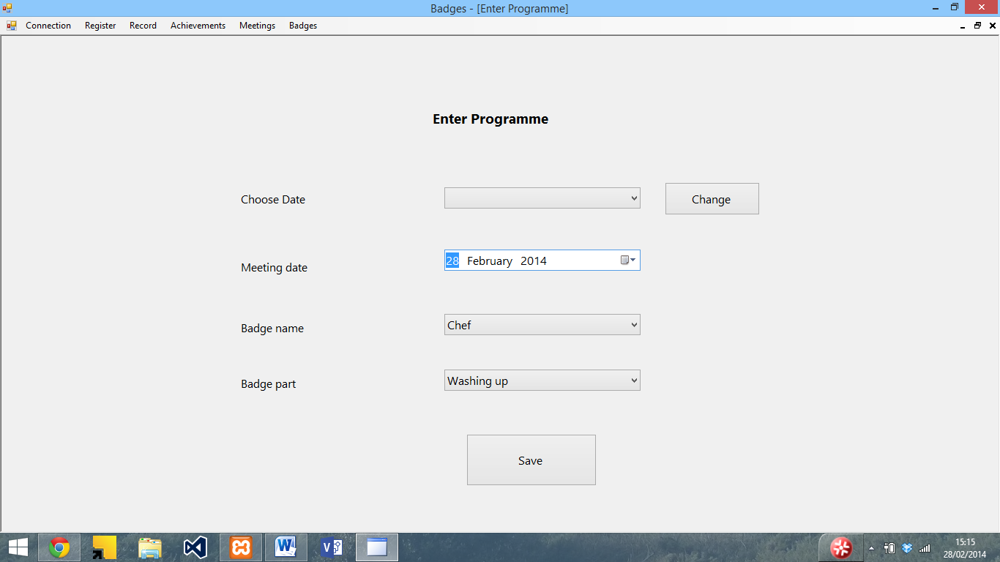 Badges - [Enter Programme]
Connection Register Record Achievements Meetings Badges
Enter Programme
Choose Date
Change
Meeting date
28 February 2014
Badge name
Chef
Badge part
Washing up
Save
15:15
28/02/2014